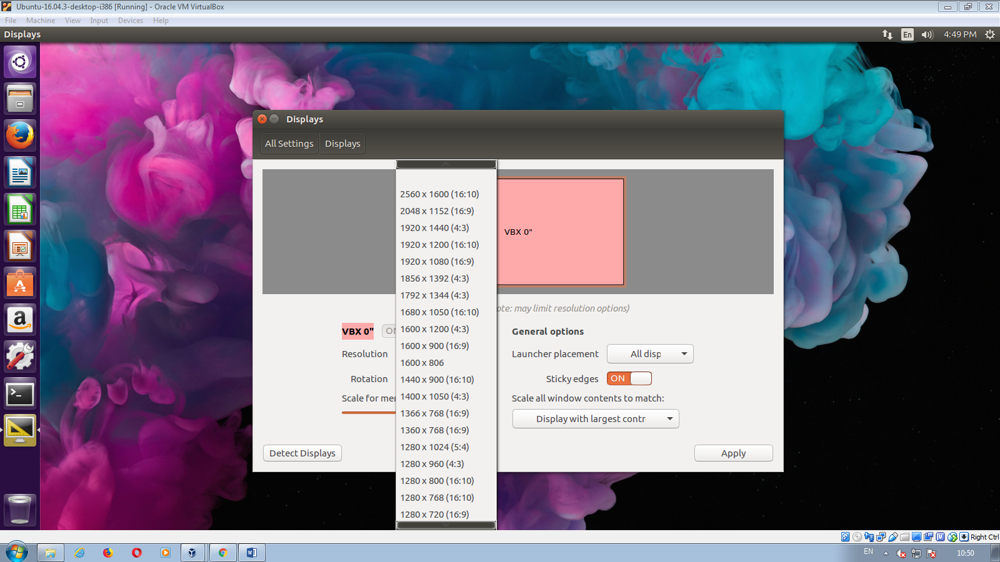 Ubuntu-16.04.3-desktop-i386 [Running] - Oracle VM VirtualBox
File Machine View Input Devices Help
Displays En 4:49 PM
Displays
All Settings Displays
2560 x 1600 (16:10)
2048 x 1152 (16:9)
1920 x 1440 (4:3)
1920 x 1200 (16:10)
1920 x 1080 (16:9)
1856 x 1392 (4:3)
1792 x 1344 (4:3)
1680 x 1050 (16:10)
1600 x 1200 (4:3)
1600 x 900 (16:9)
1600 x 806
1440 x 900 (16:10)
1400 x 1050 (4:3)
1366 x 768 (16:9)
1360 x 768 (16:9)
1280 x 1024 (5:4)
1280 x 960 (4:3)
1280 x 800 (16:10)
1280 x 768 (16:10)
1280 x 720 (16:9)
VBX 0"
ote: may limit resolution options)
VBX 0" ON
Resolution
Rotation
Scale for mer
Detect Displays
General options
Launcher placement All disp
Sticky edges ON
Scale all window contents to match:
Display with largest contr
Apply
Right Ctrl
EN 10:50